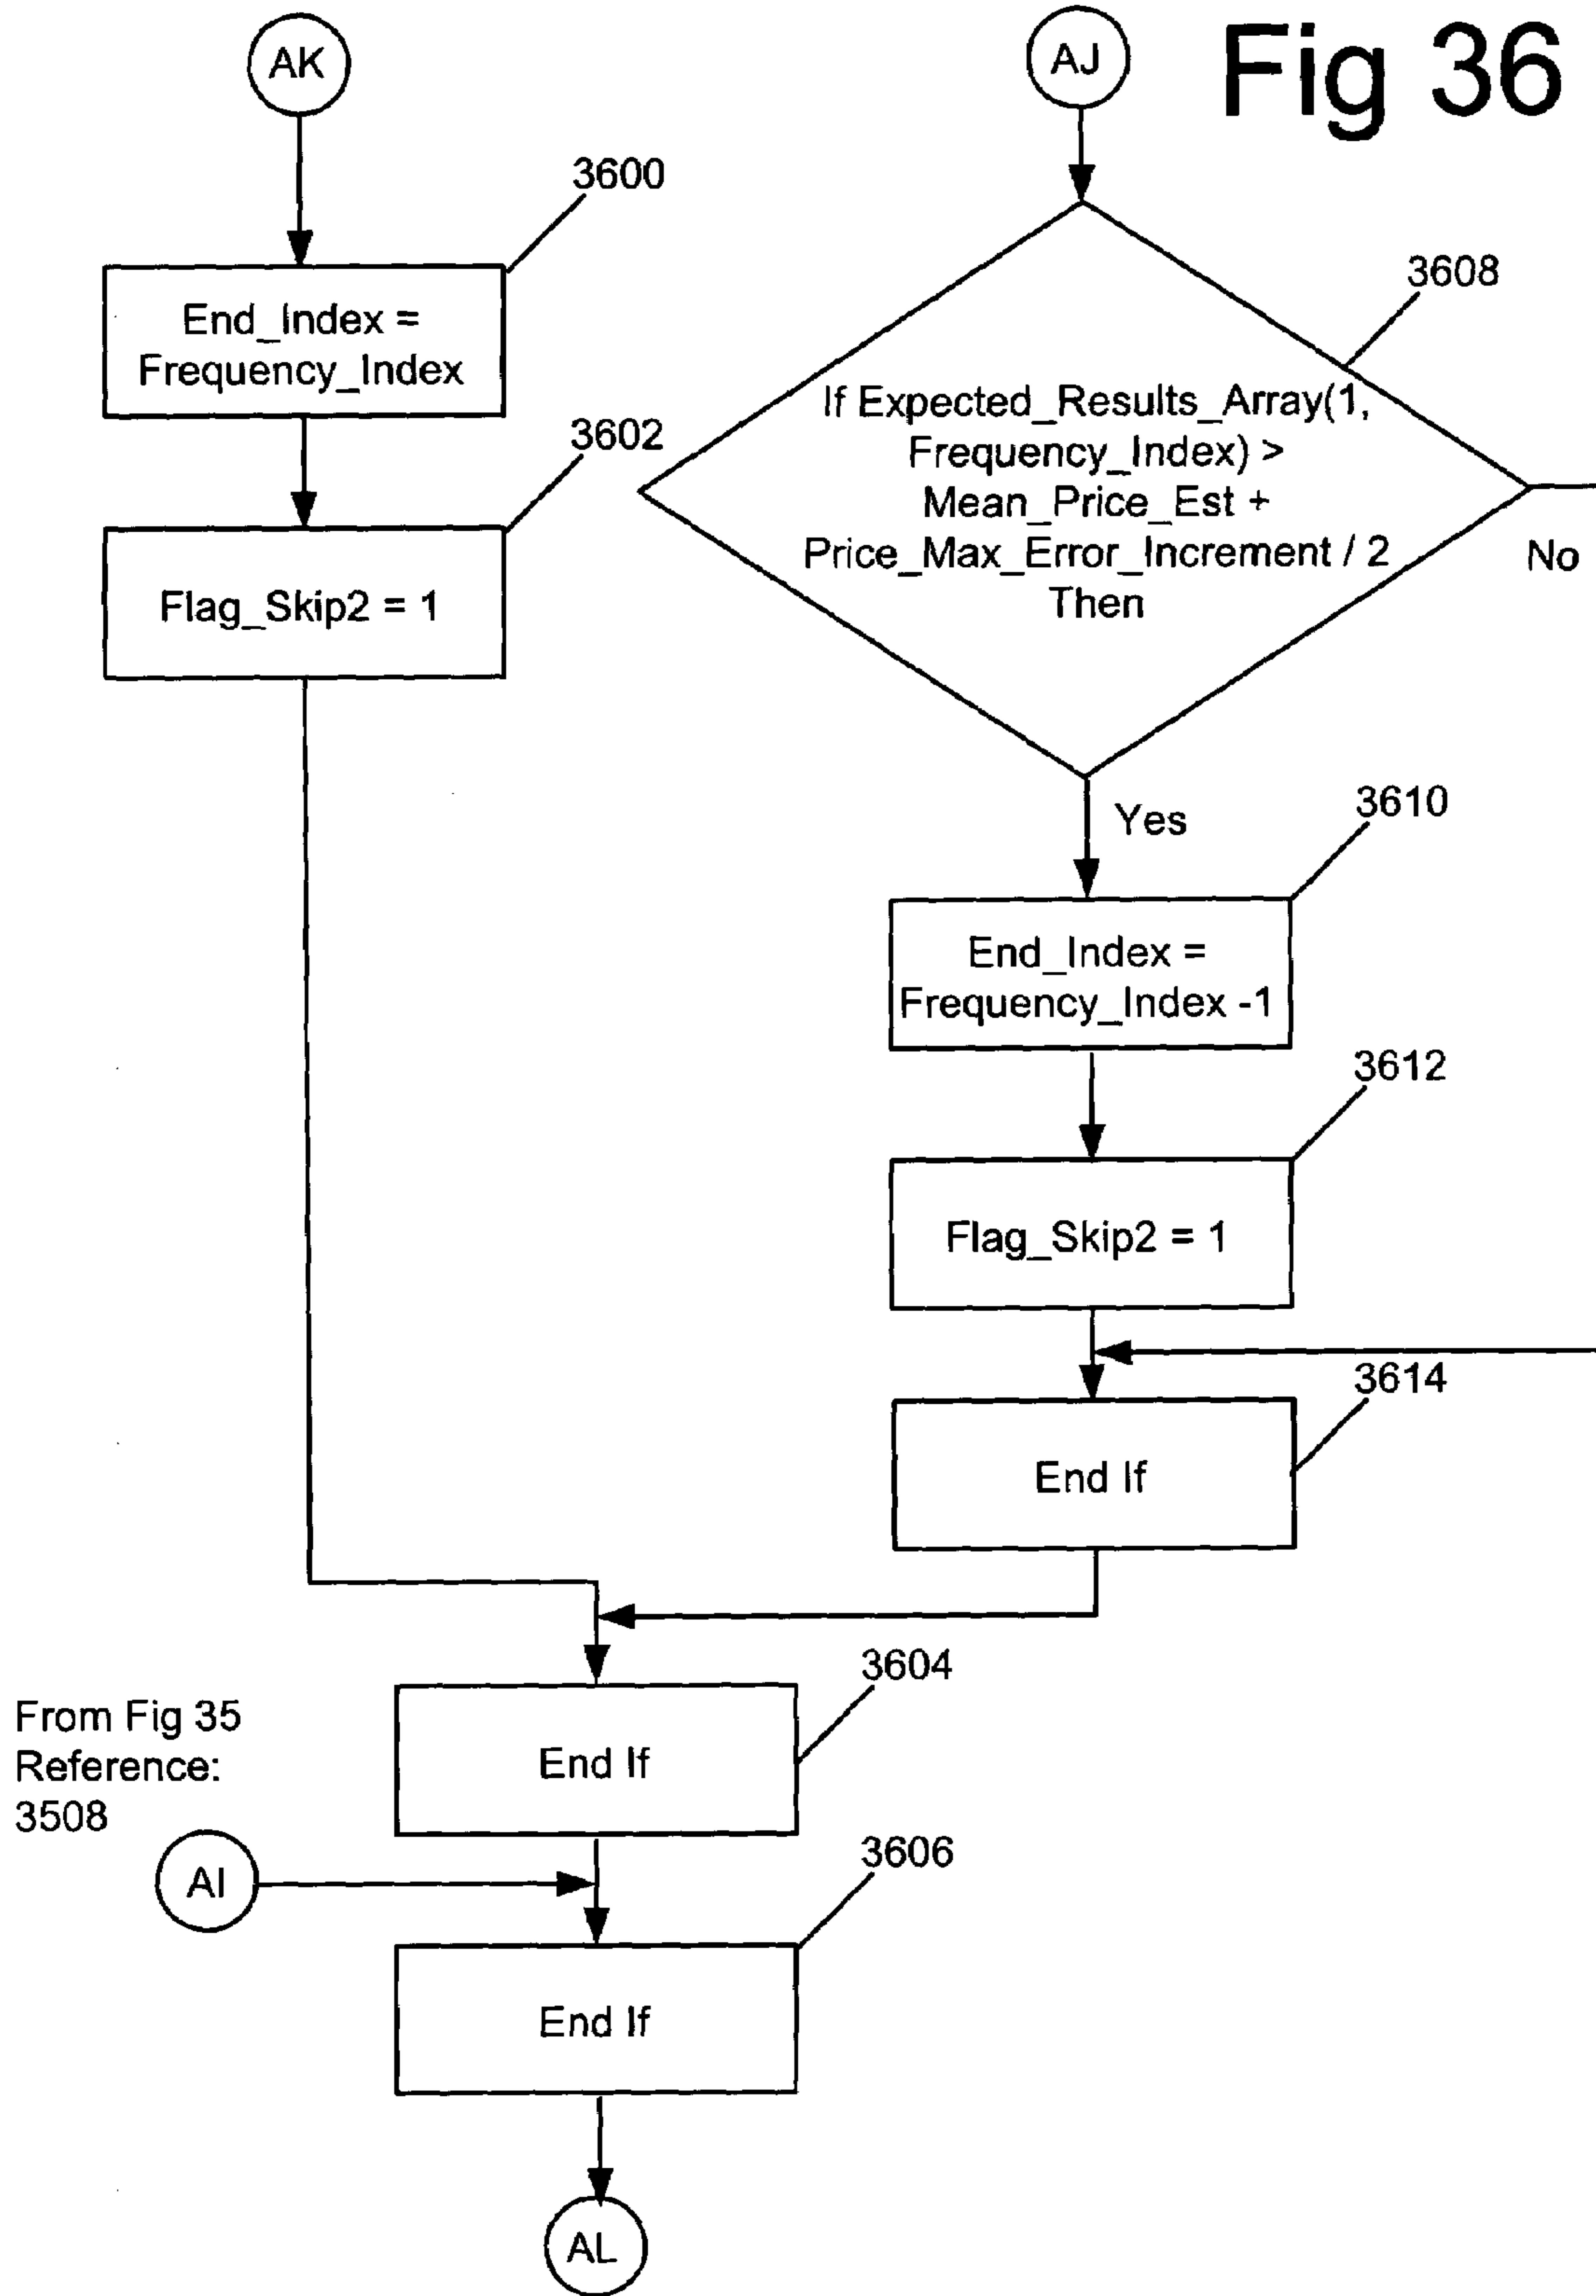 Fig 36
AK
3600
End_Index =
Frequency_Index
3602
Flag_Skip2 = 1
AJ
3608
If Expected_Results_Array(1,
Frequency_Index) >
Mean_Price_Est +
Price_Max_Error_Increment / 2
Then
No
Yes
3610
End_Index =
Frequency_Index -1
3612
Flag_Skip2 = 1
3614
End If
3604
End If
From Fig 35
Reference:
3508
AI
3606
End If
AL